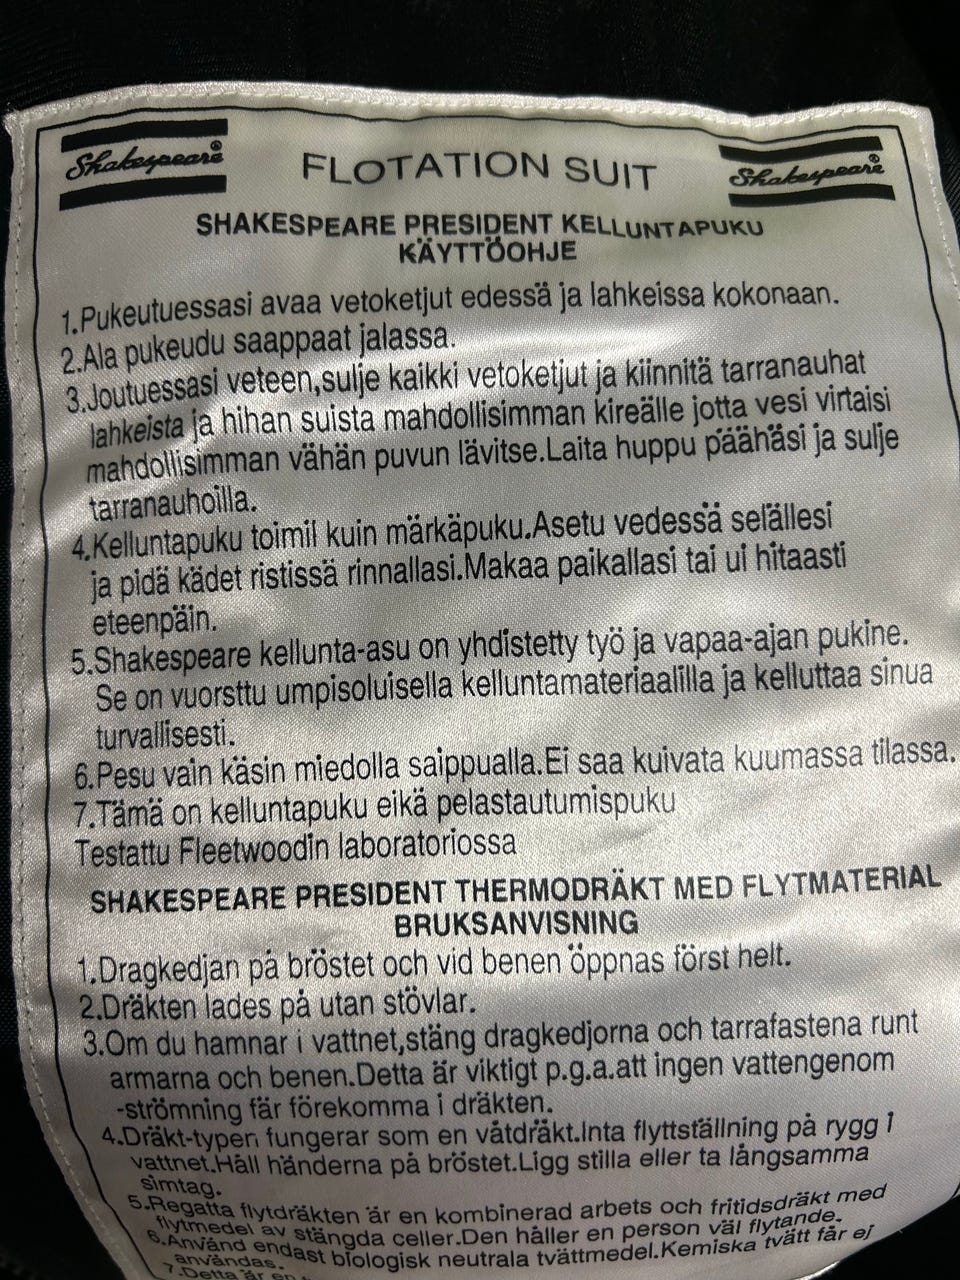 Shakespeare® FLOTATION SUIT Shakespeare®
SHAKESPEARE PRESIDENT KELLUNTAPUKU
KÄYTTÖOHJE
1.Pukeutuessasi avaa vetoketjut edessä ja lahkeissa kokonaan.
2.Ala pukeudu saappaat jalassa.
3.Joutuessasi veteen,sulje kaikki vetoketjut ja kiinnitä tarranauhat
lahkeista ja hihan suista mahdollisimman kireälle jotta vesi virtaisi
mahdollisimman vähän puvun lävitse.Laita huppu päähäsi ja sulje
tarranauhoilla.
4.Kelluntapuku toimil kuin märkäpuku.Asetu vedessä selällesi
ja pidä kädet ristissä rinnallasi.Makaa paikallasi tai ui hitaasti
eteenpäin.
5.Shakespeare kellunta-asu on yhdistetty työ ja vapaa-ajan pukine.
Se on vuorsttu umpisoluisella kelluntamateriaalilla ja kelluttaa sinua
turvallisesti.
6.Pesu vain käsin miedolla saippualla.Ei saa kuivata kuumassa tilassa.
7.Tämä on kelluntapuku eikä pelastautumispuku
Testattu Fleetwoodin laboratoriossa
SHAKESPEARE PRESIDENT THERMODRÄKT MED FLYTMATERIAL
BRUKSANVISNING
1.Dragkedjan på bröstet och vid benen öppnas först helt.
2.Dräkten lades på utan stövlar.
3.Om du hamnar i vattnet,stäng dragkedjorna och tarrafastena runt
armarna och benen.Detta är viktigt p.g.a.att ingen vattengenom
-strömning fär förekomma i dräkten.
4.Dräkt-typen fungerar som en våtdräkt.Inta flyttställning på rygg I
vattnet.Håll händerna på bröstet.Ligg stilla eller ta långsamma
simtag.
5.Regatta flytdräkten är en kombinerad arbets och fritidsdräkt med
flytmedel av stängda celler.Den håller en person väl flytande.
6.Använd endast biologisk neutrala tvättmedel.Kemiska tvätt får ej
användas.
7.Detta är en